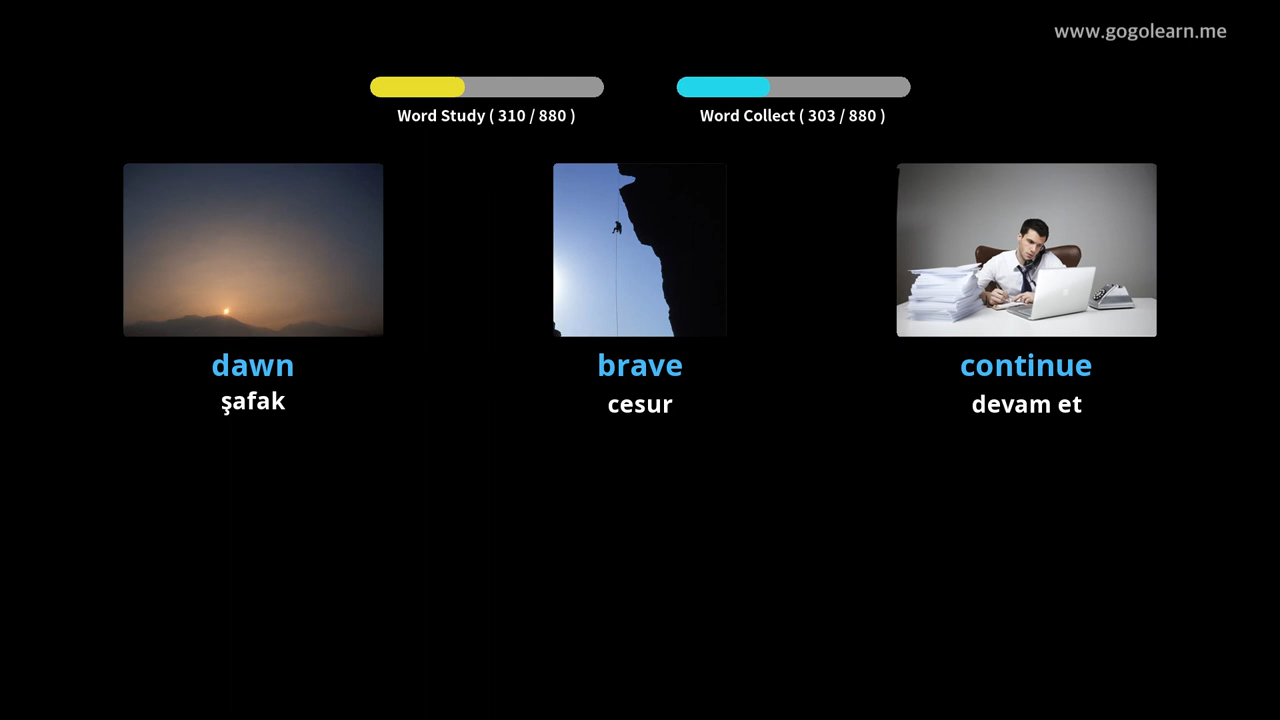 www.gogolearn.me
Word Study ( 310 / 880 )
Word Collect ( 303 / 880 )
dawn
şafak
brave
cesur
continue
devam et